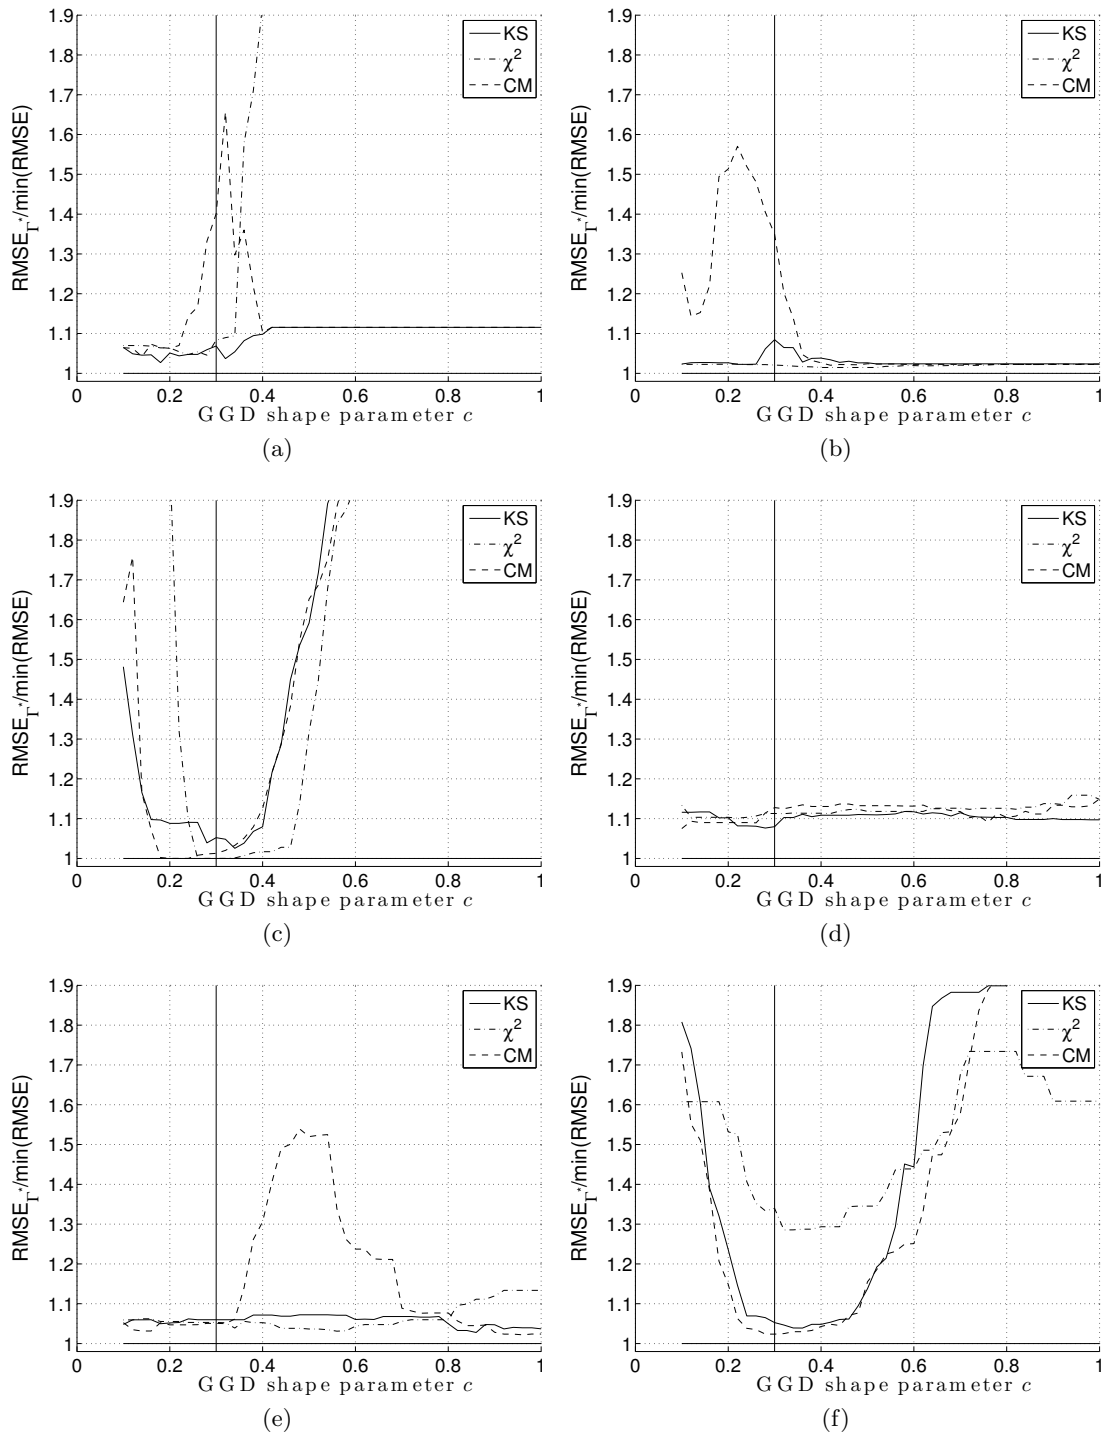 1.9
1.8
1.7
1.6
1.5
1.4
1.3
1.2
1.1
1
0 0.2 0.4 0.6 0.8 1
RMSE_Γ*/min(RMSE)
GGD shape parameter c
KS
χ²
CM
(a)
1.9
1.8
1.7
1.6
1.5
1.4
1.3
1.2
1.1
1
0 0.2 0.4 0.6 0.8 1
RMSE_Γ*/min(RMSE)
GGD shape parameter c
KS
χ²
CM
(b)
1.9
1.8
1.7
1.6
1.5
1.4
1.3
1.2
1.1
1
0 0.2 0.4 0.6 0.8 1
RMSE_Γ*/min(RMSE)
GGD shape parameter c
KS
χ²
CM
(c)
1.9
1.8
1.7
1.6
1.5
1.4
1.3
1.2
1.1
1
0 0.2 0.4 0.6 0.8 1
RMSE_Γ*/min(RMSE)
GGD shape parameter c
KS
χ²
CM
(d)
1.9
1.8
1.7
1.6
1.5
1.4
1.3
1.2
1.1
1
0 0.2 0.4 0.6 0.8 1
RMSE_Γ*/min(RMSE)
GGD shape parameter c
KS
χ²
CM
(e)
1.9
1.8
1.7
1.6
1.5
1.4
1.3
1.2
1.1
1
0 0.2 0.4 0.6 0.8 1
RMSE_Γ*/min(RMSE)
GGD shape parameter c
KS
χ²
CM
(f)